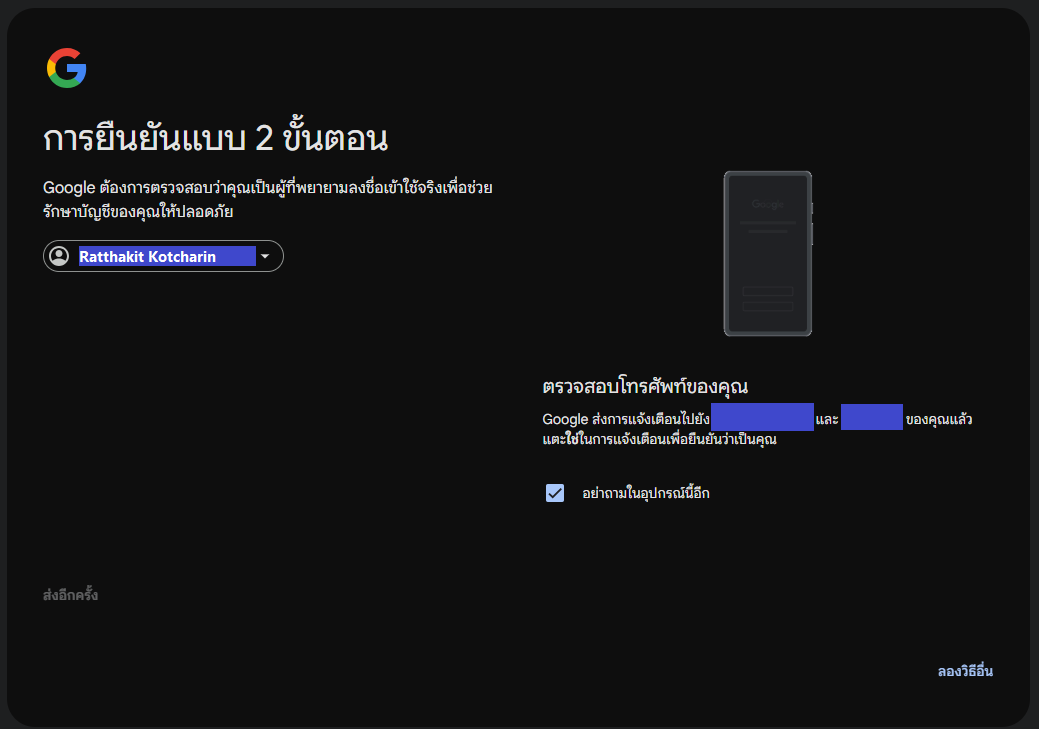 การยืนยันแบบ 2 ขั้นตอน
Google ต้องการตรวจสอบว่าคุณเป็นผู้ที่พยายามลงชื่อเข้าใช้จริงเพื่อช่วย
รักษาบัญชีของคุณให้ปลอดภัย
Ratthakit Kotcharin
Google
ตรวจสอบโทรศัพท์ของคุณ
Google ส่งการแจ้งเตือนไปยัง และ ของคุณแล้ว
แตะใช่ในการแจ้งเตือนเพื่อยืนยันว่าเป็นคุณ
อย่าถามในอุปกรณ์นี้อีก
ส่งอีกครั้ง
ลองวิธีอื่น